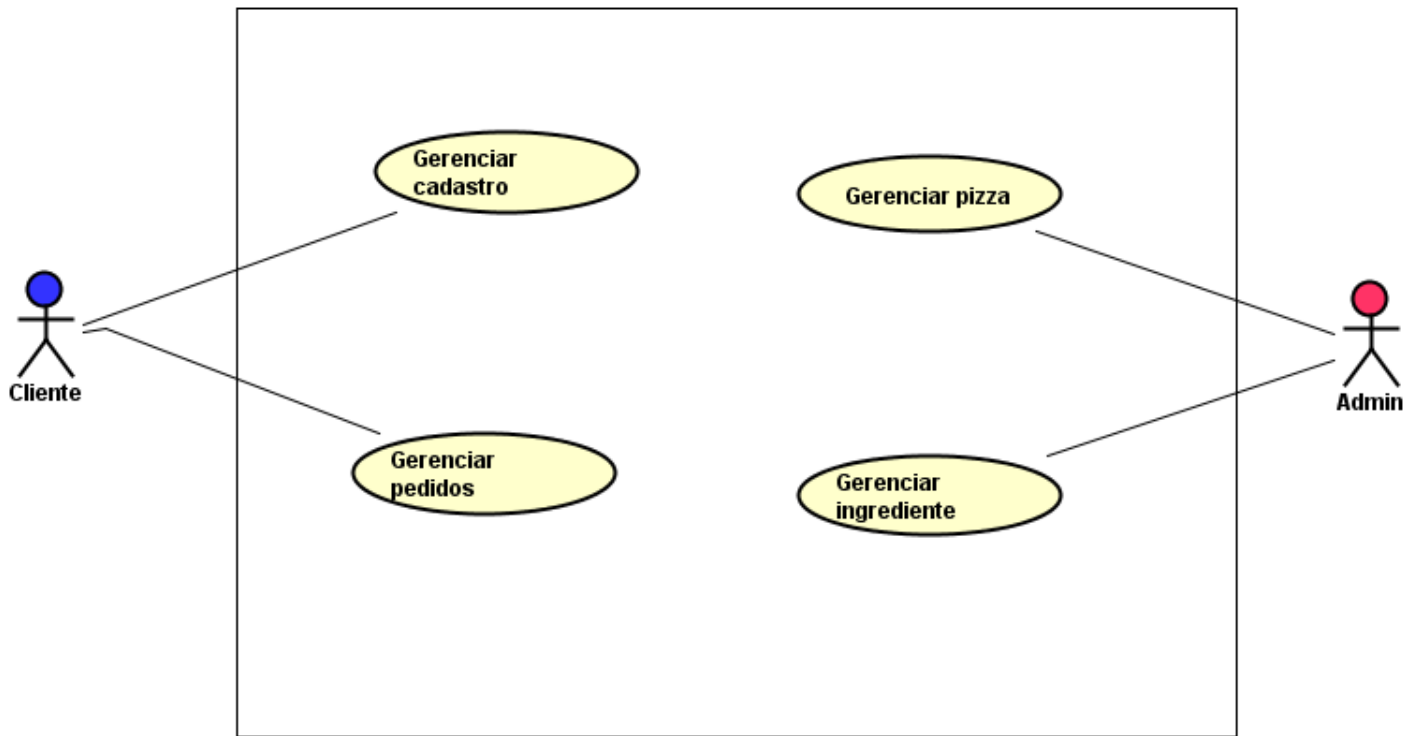 Gerenciar
cadastro
Gerenciar pizza
Cliente
Admin
Gerenciar
pedidos
Gerenciar
ingrediente